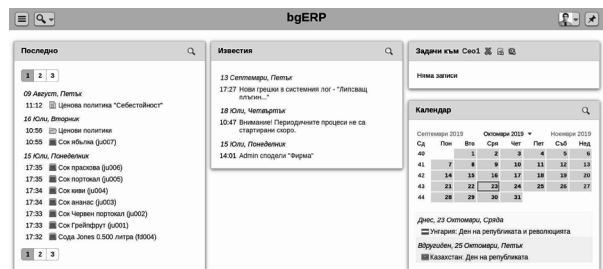 bgERP
Последно
1 2 3
09 Август, Петък
11:12 Ценова политика "Себестойност"
16 Юли, Вторник
10:56 Ценови политики
10:55 Сок ябълка (ju007)
15 Юли, Понеделник
17:35 Сок праскова (ju006)
17:35 Сок портокал (ju005)
17:34 Сок киви (ju004)
17:34 Сок ананас (ju003)
17:33 Сок Червен портокал (ju002)
17:33 Сок Грейпфрут (ju001)
17:32 Сода Jones 0.500 литра (fd004)
1 2 3
Известия
13 Септември, Петък
17:27 Нови грешки в системния лог - "Липсващ
плъгин..."
18 Юли, Четвъртък
10:47 Внимание! Периодичните процеси не са
стартирани скоро.
15 Юли, Понеделник
14:01 Admin сподели "Фирма"
Задачи към Ceo1
Няма записи
Календар
Септември 2019 Октомври 2019 Ноември 2019
Сд Пон Вто Сря Чет Пет Съб Нед
40 1 2 3 4 5 6
41 7 8 9 10 11 12 13
42 14 15 16 17 18 19 20
43 21 22 23 24 25 26 27
44 28 29 30 31
Днес, 23 Октомври, Сряда
Унгария: Ден на републиката и революцията
Вдругиден, 25 Октомври, Петък
Казахстан: Ден на републиката